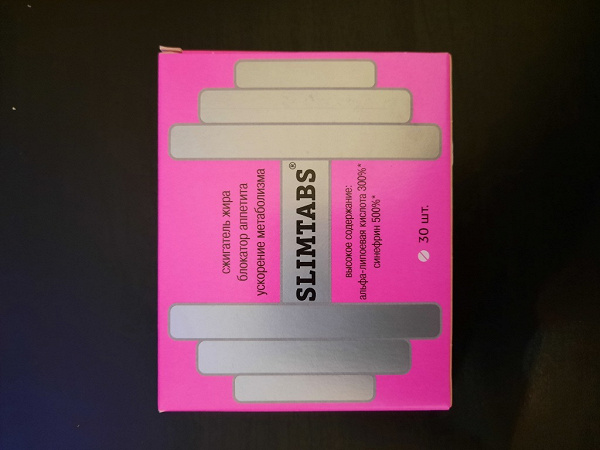 сжигатель жира
блокатор аппетита
ускорение метаболизма
SLIMTABS®
высокое содержание:
альфа-липоевая кислота 300%*
синефрин 500%*
30 шт.